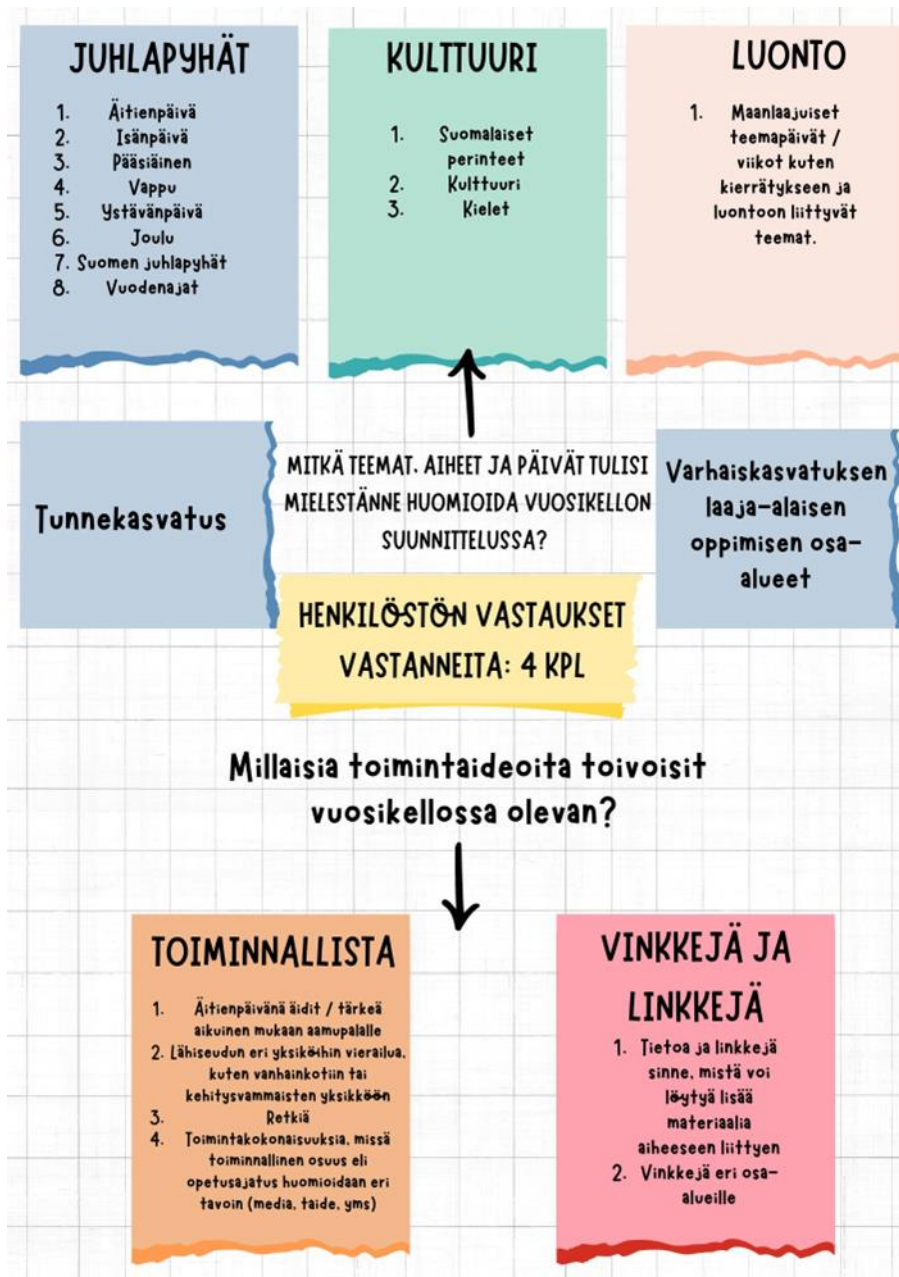 JUHLAPYHÄT
1. Äitienpäivä
2. Isänpäivä
3. Pääsiäinen
4. Vappu
5. Ystävänpäivä
6. Joulu
7. Suomen juhlapyhät
8. Vuodenajat
KULTTUURI
1. Suomalaiset
perinteet
2. Kulttuuri
3. Kielet
LUONTO
1. Maanlaajuiset
teemapäivät /
viikot kuten
kierrätykseen ja
luontoon liittyvät
teemat.
Tunnekasvatus
MITKÄ TEEMAT, AIHEET JA PÄIVÄT TULISI
MIELESTÄNNE HUOMIOIDA VUOSIKELLON
SUUNNITTELUSSA?
Varhaiskasvatuksen
laaja-alaisen
oppimisen osa-
alueet
HENKILÖSTÖN VASTAUKSET
VASTANNEITA: 4 KPL
Millaisia toimintaideoita toivoisit
vuosikellossa olevan?
TOIMINNALLISTA
1. Äitienpäivänä äidit / tärkeä
aikuinen mukaan aamupalalle
2. Lähiseudun eri yksiköihin vierailua,
kuten vanhainkotiin tai
kehitysvammaisten yksikköön
3. Retkiä
4. Toimintakokonaisuuksia, missä
toiminnallinen osuus eli
opetusajatus huomioidaan eri
tavoin (media, taide, yms)
VINKKEJÄ JA
LINKKEJÄ
1. Tietoa ja linkkejä
sinne, mistä voi
löytyä lisää
materiaalia
aiheeseen liittyen
2. Vinkkejä eri osa-
alueille